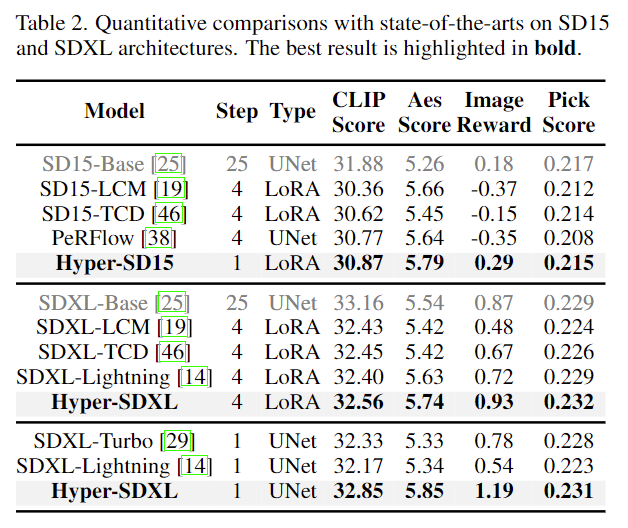 Table 2. Quantitative comparisons with state-of-the-arts on SD15
and SDXL architectures. The best result is highlighted in bold.
Model Step Type CLIP Score Aes Score Image Reward Pick Score
SD15-Base [25] 25 UNet 31.88 5.26 0.18 0.217
SD15-LCM [19] 4 LoRA 30.36 5.66 -0.37 0.212
SD15-TCD [46] 4 LoRA 30.62 5.45 -0.15 0.214
PeRFlow [38] 4 UNet 30.77 5.64 -0.35 0.208
Hyper-SD15 1 LoRA 30.87 5.79 0.29 0.215
SDXL-Base [25] 25 UNet 33.16 5.54 0.87 0.229
SDXL-LCM [19] 4 LoRA 32.43 5.42 0.48 0.224
SDXL-TCD [46] 4 LoRA 32.45 5.42 0.67 0.226
SDXL-Lightning [14] 4 LoRA 32.40 5.63 0.72 0.229
Hyper-SDXL 4 LoRA 32.56 5.74 0.93 0.232
SDXL-Turbo [29] 1 UNet 32.33 5.33 0.78 0.228
SDXL-Lightning [14] 1 UNet 32.17 5.34 0.54 0.223
Hyper-SDXL 1 UNet 32.85 5.85 1.19 0.231